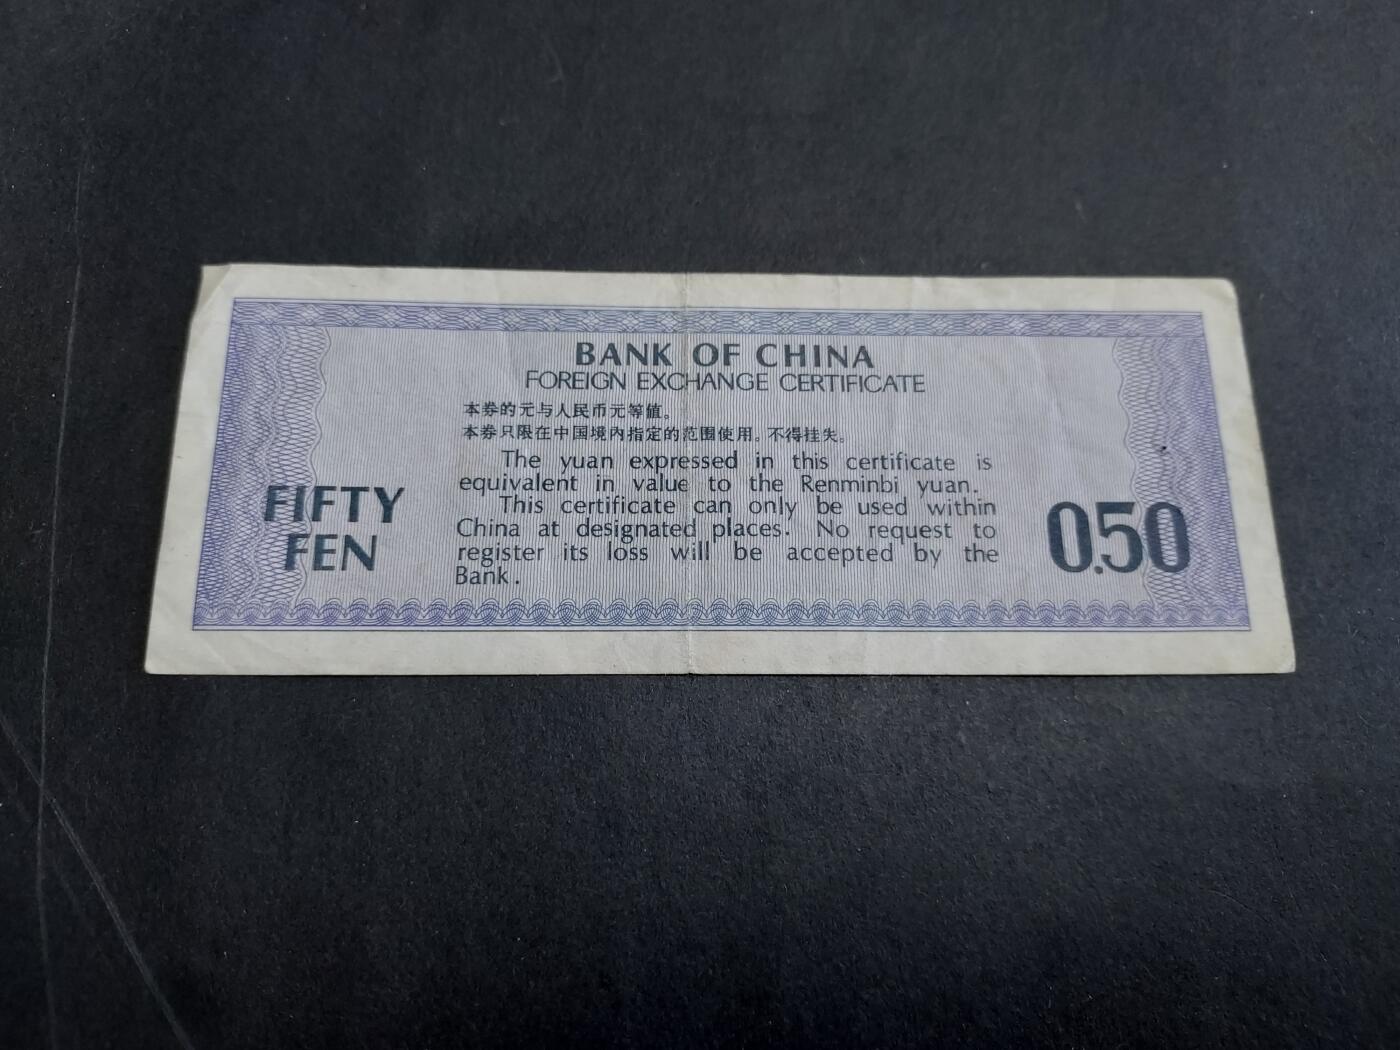 BANK OF CHINA
FOREIGN EXCHANGE CERTIFICATE
本券的元与人民币元等值。
本券只限在中国境内指定的范围使用。不得挂失。
The yuan expressed in this certificate is
equivalent in value to the Renminbi yuan.
This certificate can only be used within
China at designated places. No request to
register its loss will be accepted by the
Bank.
FIFTY
FEN
0.50